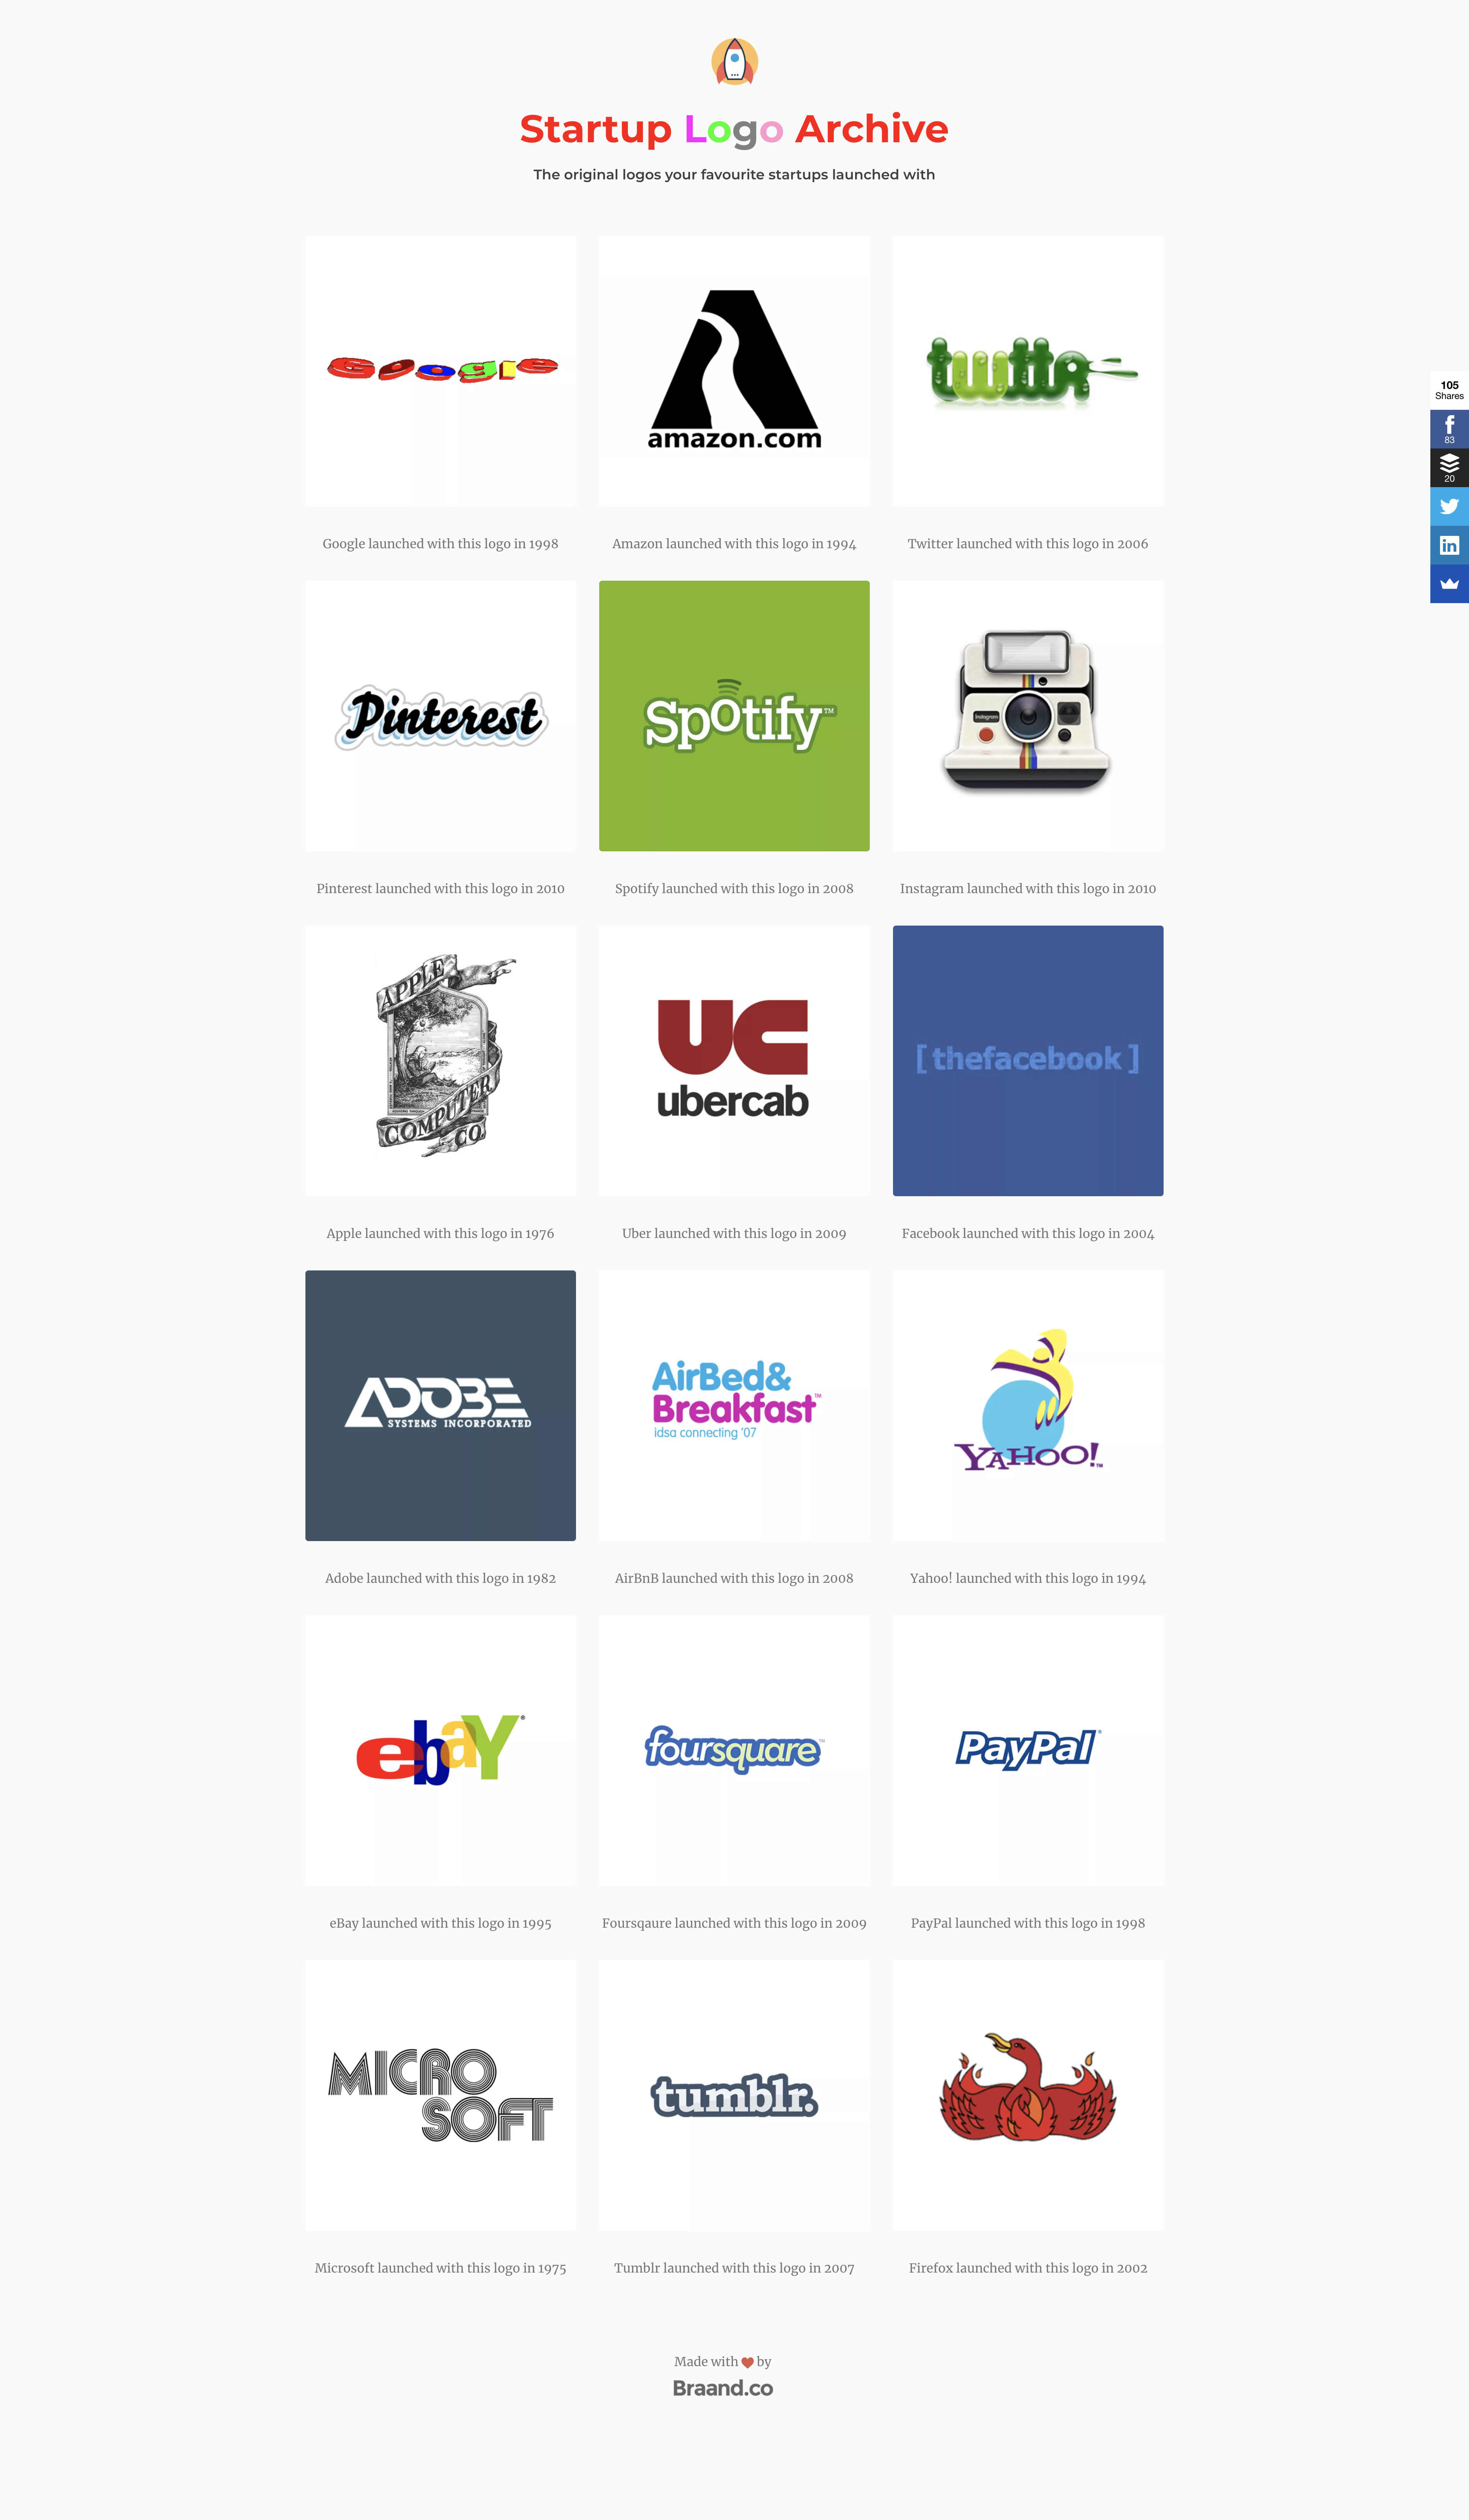 Startup Logo Archive
The original logos your favourite startups launched with
Google
amazon.com
twttr
Google launched with this logo in 1998
Amazon launched with this logo in 1994
Twitter launched with this logo in 2006
105
Shares
83
20
Pinterest
Spotify™
Instagram
Pinterest launched with this logo in 2010
Spotify launched with this logo in 2008
Instagram launched with this logo in 2010
APPLE
COMPUTER
CO.
UC
ubercab
[ thefacebook ]
Apple launched with this logo in 1976
Uber launched with this logo in 2009
Facebook launched with this logo in 2004
ADOBE
SYSTEMS INCORPORATED
AirBed&
Breakfast™
idsa connecting '07
YAHOO!™
Adobe launched with this logo in 1982
AirBnB launched with this logo in 2008
Yahoo! launched with this logo in 1994
ebaY®
foursquare™
PayPal®
eBay launched with this logo in 1995
Foursqaure launched with this logo in 2009
PayPal launched with this logo in 1998
MICRO
SOFT
tumblr.
Microsoft launched with this logo in 1975
Tumblr launched with this logo in 2007
Firefox launched with this logo in 2002
Made with ❤ by
Braand.co